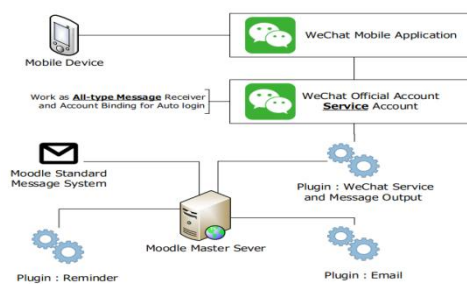 WeChat Mobile Application
Mobile Device
Work as All-type Message Receiver
and Account Binding for Auto login
WeChat Official Account
Service Account
Moodle Standard
Message System
Plugin : WeChat Service
and Message Output
Moodle Master Sever
Plugin : Reminder
Plugin : Email